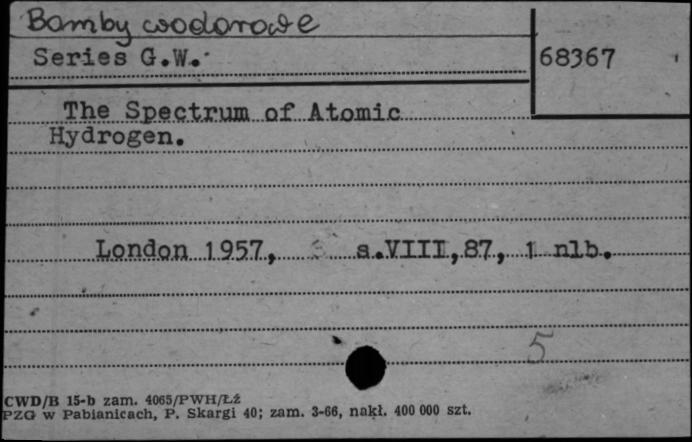 Bomby wodorowe
Series G.W.
68367
The Spectrum of Atomic
Hydrogen.
London 1957, s.VIII,87, 1 nlb.
5
CWD/B 15-b zam. 4065/PWH/Łź
PZG w Pabianicach, P. Skargi 40; zam. 3-66, nakł. 400 000 szt.